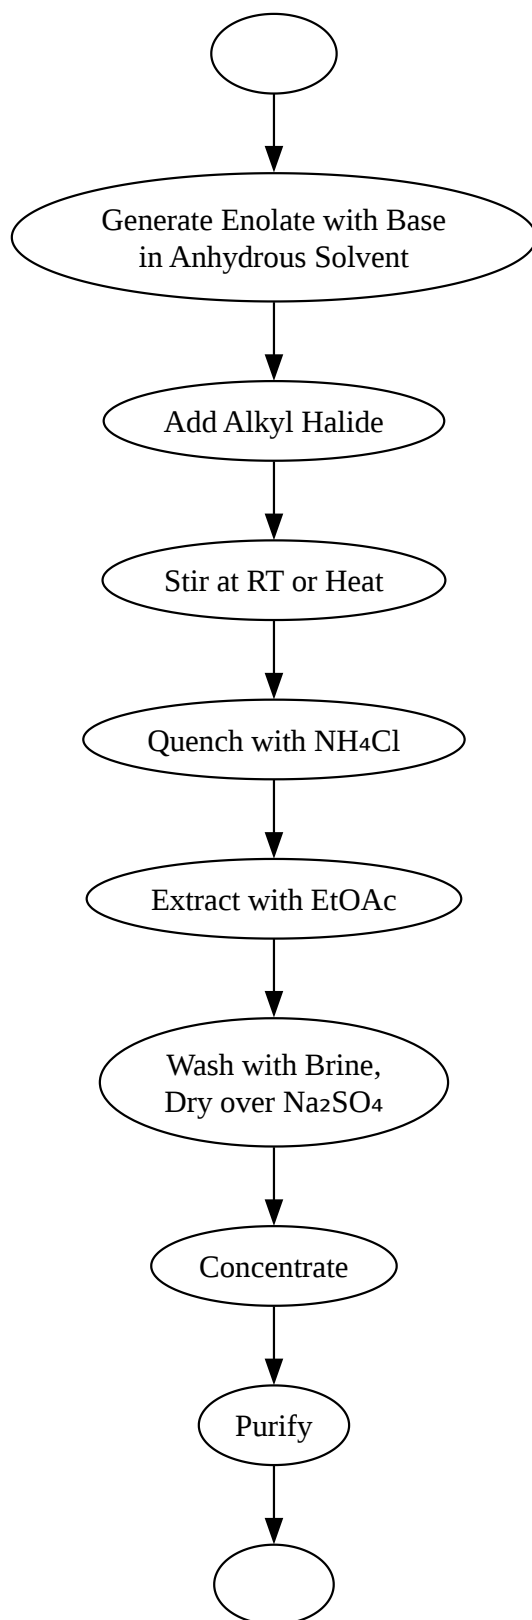 Generate Enolate with Base
in Anhydrous Solvent
Add Alkyl Halide
Stir at RT or Heat
Quench with NH₄Cl
Extract with EtOAc
Wash with Brine,
Dry over Na₂SO₄
Concentrate
Purify